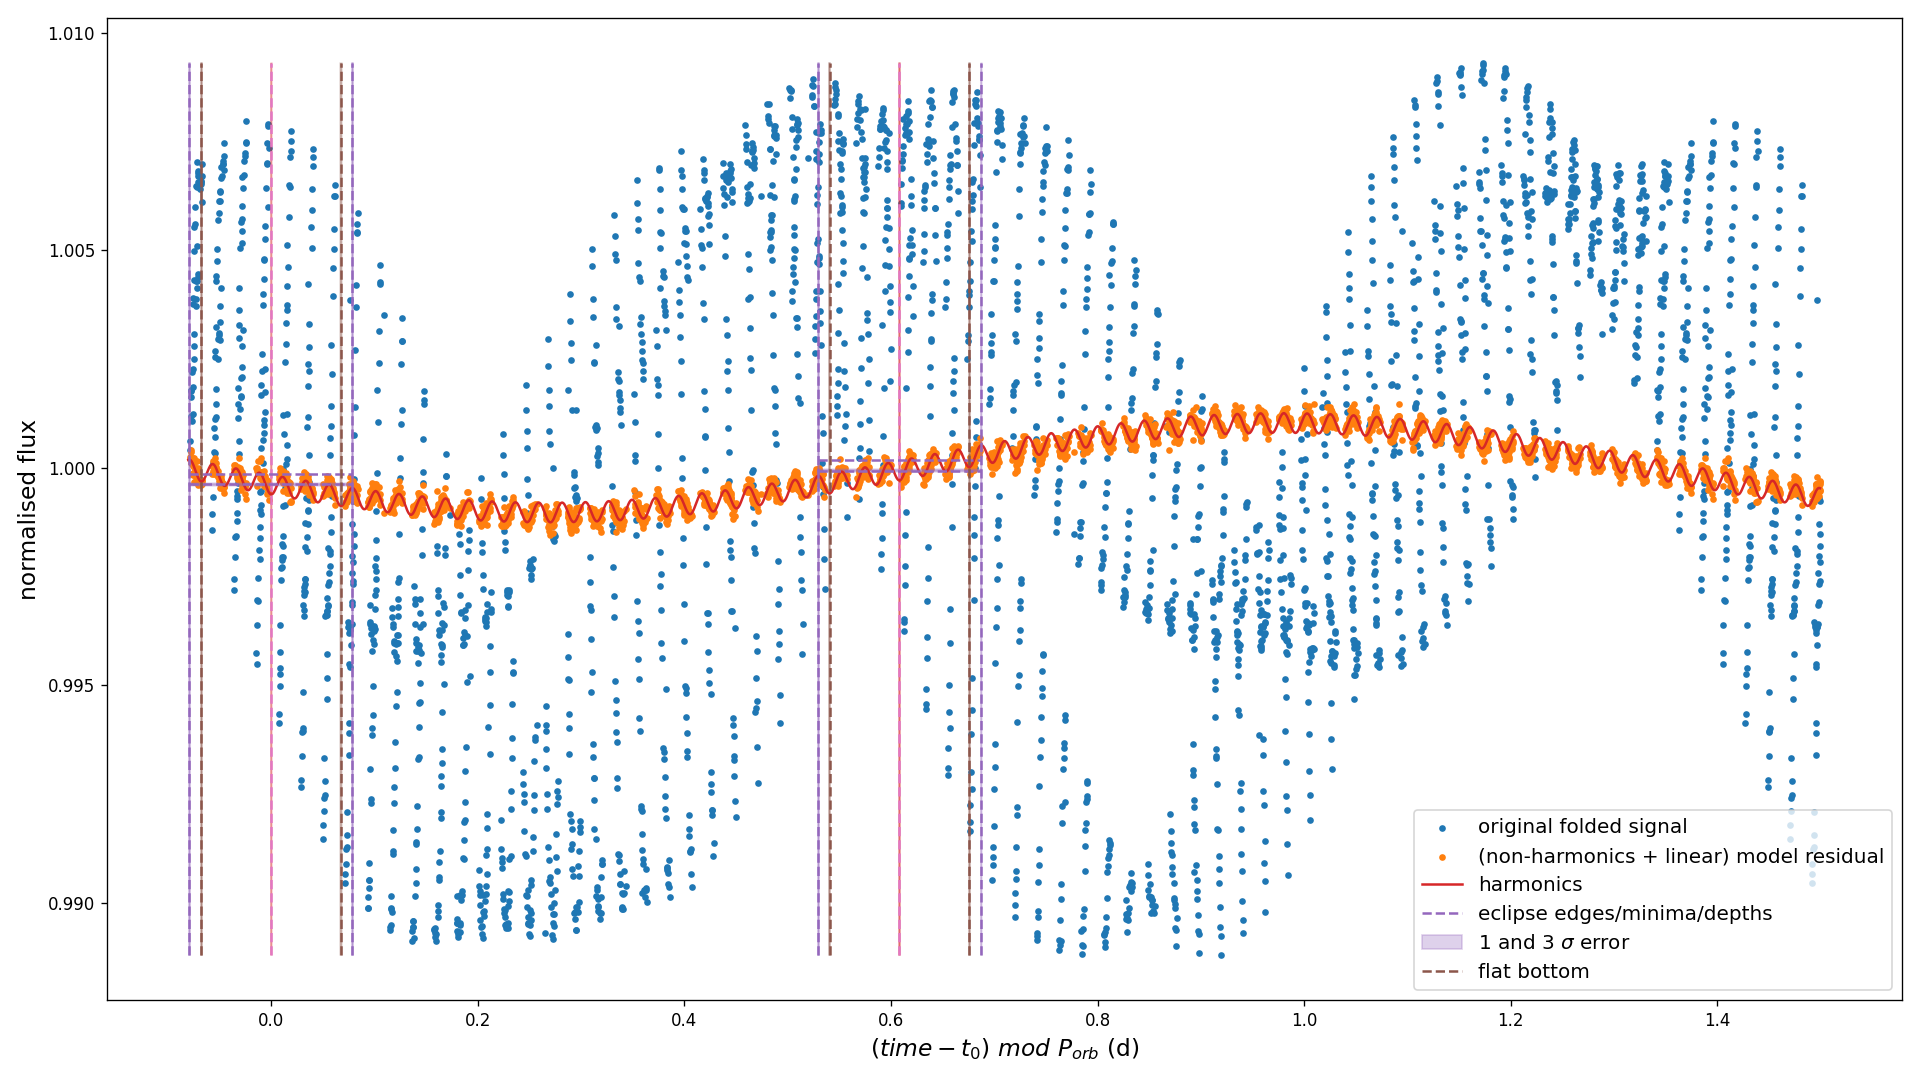 1.010
1.005
1.000
0.995
0.990
normalised flux
0.0 0.2 0.4 0.6 0.8 1.0 1.2 1.4
(time − t₀) mod Pₒᵣb (d)
original folded signal
(non-harmonics + linear) model residual
harmonics
eclipse edges/minima/depths
1 and 3 σ error
flat bottom